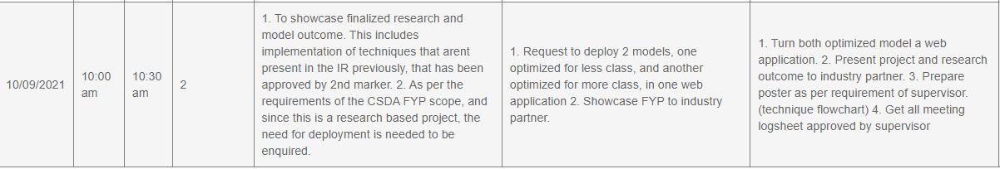 10/09/2021
10:00
am
10:30
am
2
1. To showcase finalized research and
model outcome. This includes
implementation of techniques that arent
present in the IR previously, that has been
approved by 2nd marker. 2. As per the
requirements of the CSDA FYP scope, and
since this is a research based project, the
need for deployment is needed to be
enquired.
1. Request to deploy 2 models, one
optimized for less class, and another
optimized for more class, in one web
application 2. Showcase FYP to industry
partner.
1. Turn both optimized model a web
application. 2. Present project and research
outcome to industry partner. 3. Prepare
poster as per requirement of supervisor.
(technique flowchart) 4. Get all meeting
logsheet approved by supervisor